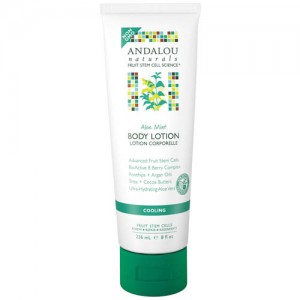 ANDALOU
naturals
FRUIT STEM CELL SCIENCE®
Aloe Mint
BODY LOTION
LOTION CORPORELLE
Advanced Fruit Stem Cells
BioActive 8 Berry Complex
Rosehip + Argan Oils
Shea + Cocoa Butters
Ultra-Hydrating Aloe Vera
COOLING
FRUIT STEM CELLS
236 ml 8 fl oz